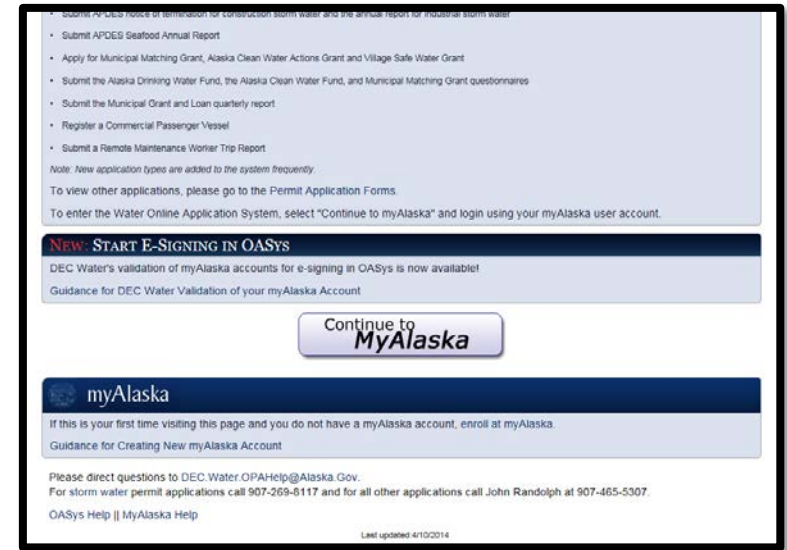 • Submit APDES notice of termination for construction storm water and the annual report for industrial storm water
• Submit APDES Seafood Annual Report
• Apply for Municipal Matching Grant, Alaska Clean Water Actions Grant and Village Safe Water Grant
• Submit the Alaska Drinking Water Fund, the Alaska Clean Water Fund, and Municipal Matching Grant questionnaires
• Submit the Municipal Grant and Loan quarterly report
• Register a Commercial Passenger Vessel
• Submit a Remote Maintenance Worker Trip Report
Note: New application types are added to the system frequently.
To view other applications, please go to the Permit Application Forms.
To enter the Water Online Application System, select "Continue to myAlaska" and login using your myAlaska user account.
NEW: START E-SIGNING IN OASYS
DEC Water's validation of myAlaska accounts for e-signing in OASys is now available!
Guidance for DEC Water Validation of your myAlaska Account
Continue to
MyAlaska
myAlaska
If this is your first time visiting this page and you do not have a myAlaska account, enroll at myAlaska.
Guidance for Creating New myAlaska Account
Please direct questions to DEC.Water.OPAHelp@Alaska.Gov.
For storm water permit applications call 907-269-8117 and for all other applications call John Randolph at 907-465-5307.
OASys Help || MyAlaska Help
Last updated:4/10/2014